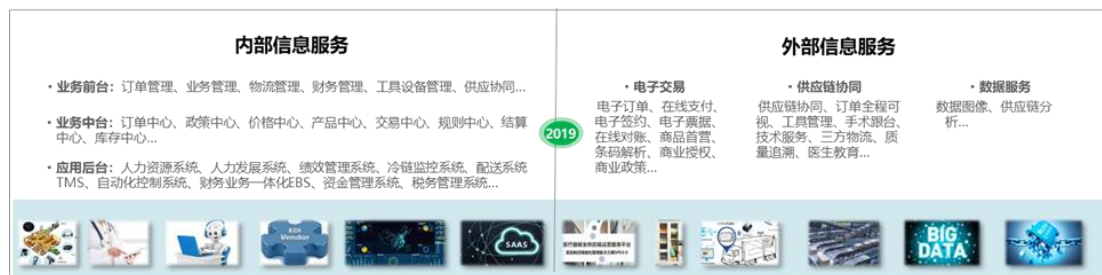 内部信息服务
• 业务前台：订单管理、业务管理、物流管理、财务管理、工具设备管理、供应协同...
• 业务中台：订单中心、政策中心、价格中心、产品中心、交易中心、规则中心、结算
中心、库存中心...
• 应用后台：人力资源系统、人力发展系统、绩效管理系统、冷链监控系统、配送系统
TMS、自动化控制系统、财务业务一体化EBS、资金管理系统、税务管理系统...
2019
外部信息服务
• 电子交易
电子订单、在线支付、
电子签约、电子票据、
在线对账、商品首营、
条码解析、商业授权、
商业政策...
• 供应链协同
供应链协同、订单全程可
视、工具管理、手术跟台、
技术服务、三方物流、质
量追溯、医生教育...
• 数据服务
数据图像、供应链分
析...
EDI
Vendor
SAAS
BIG
DATA